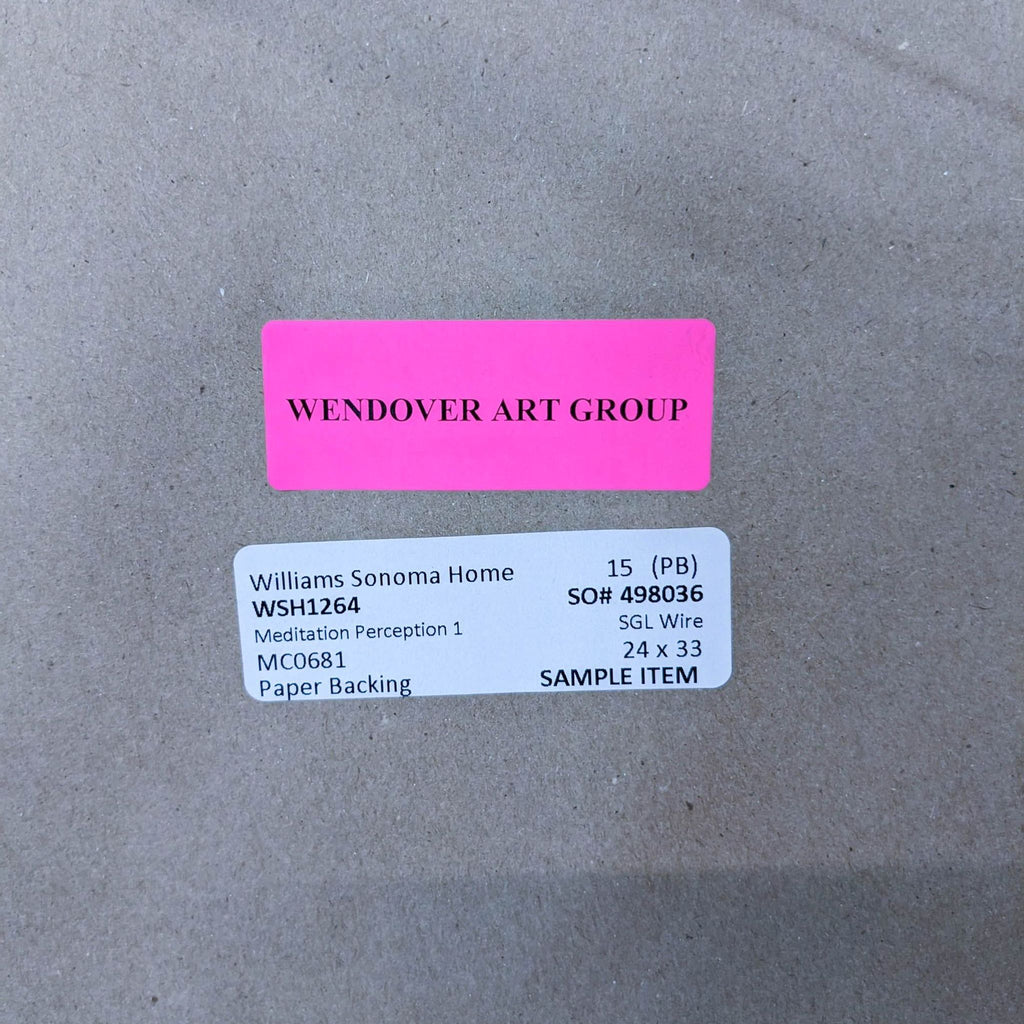 WENDOVER ART GROUP
Williams Sonoma Home 15 (PB)
WSH1264 SO# 498036
Meditation Perception 1 SGL Wire
MC0681 24 x 33
Paper Backing SAMPLE ITEM